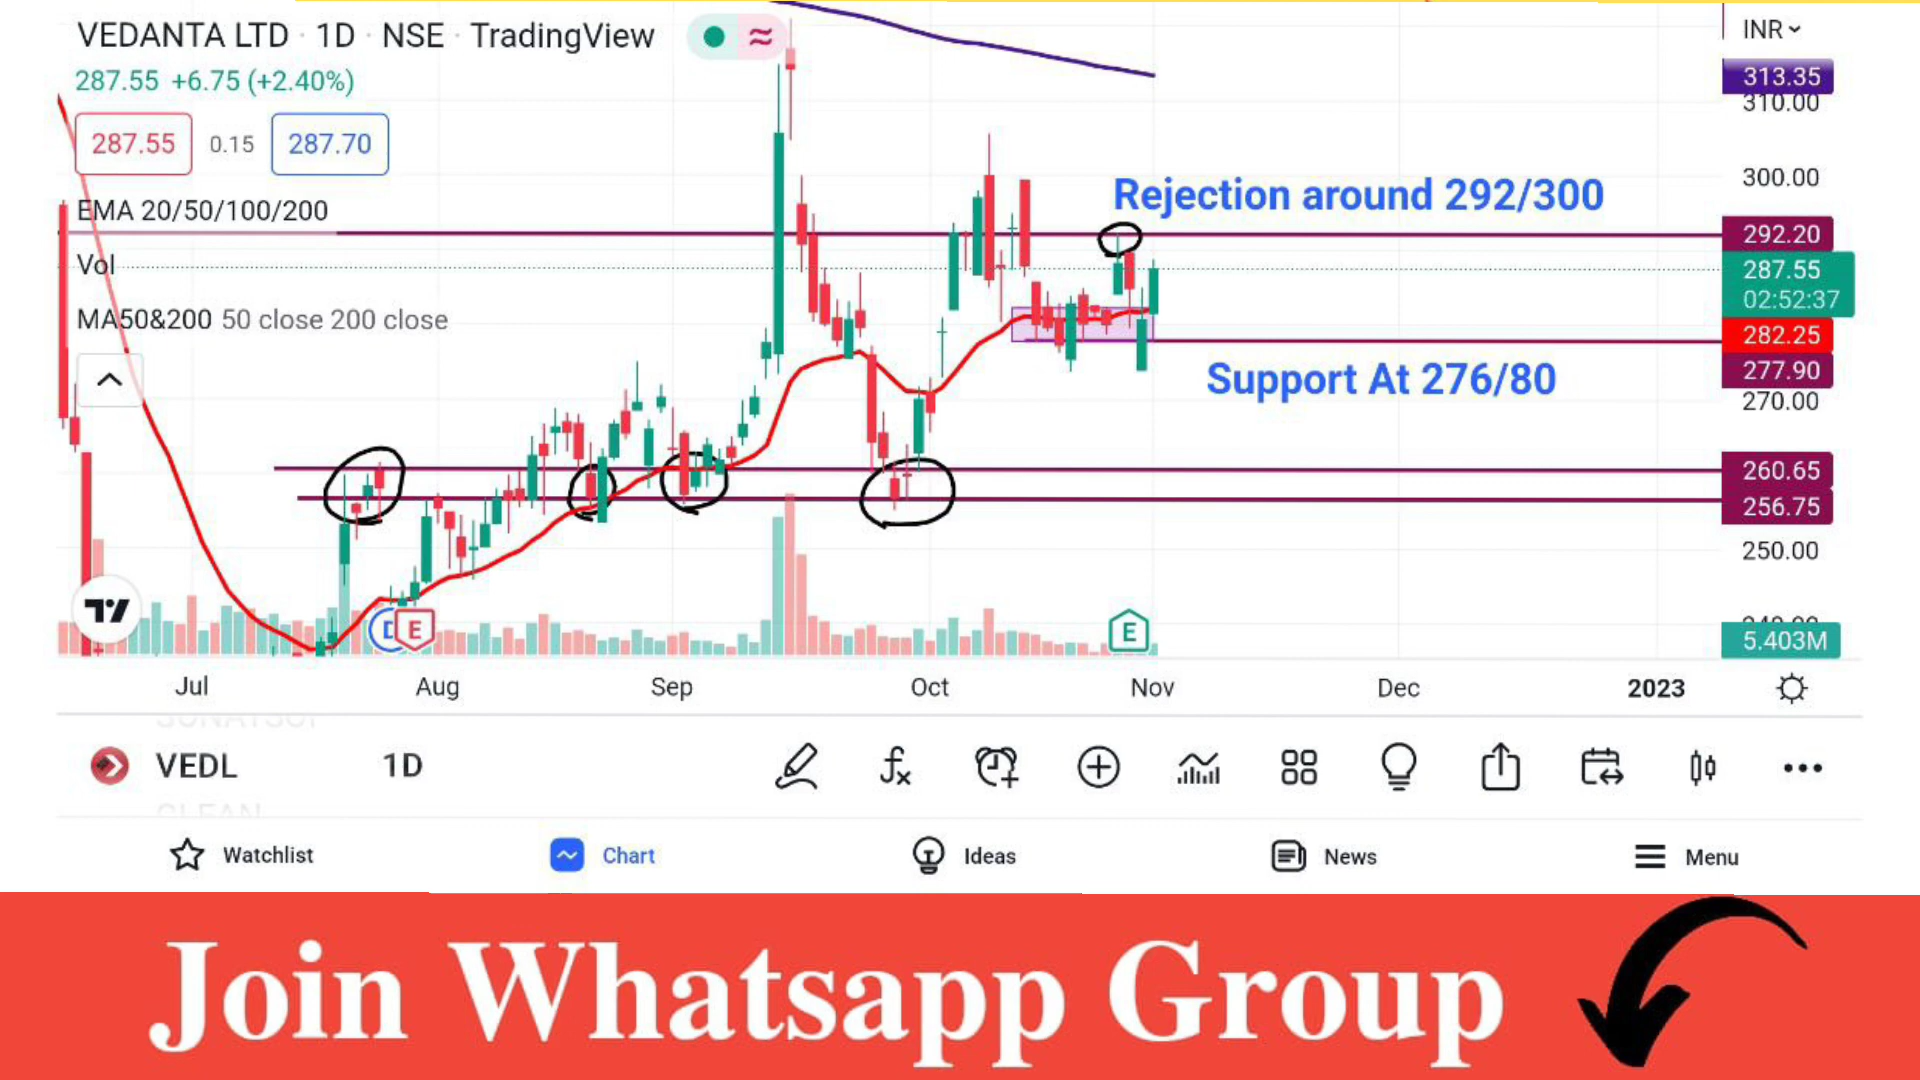 VEDANTA LTD · 1D · NSE · TradingView
INR
287.55 +6.75 (+2.40%)
313.35
310.00
287.55 0.15 287.70
Rejection around 292/300
300.00
EMA 20/50/100/200
292.20
Vol
287.55
02:52:37
MA50&200 50 close 200 close
282.25
Support At 276/80
277.90
270.00
260.65
256.75
250.00
D E
E
5.403M
Jul Aug Sep Oct Nov Dec 2023
VEDL 1D
Watchlist Chart Ideas News Menu
Join Whatsapp Group